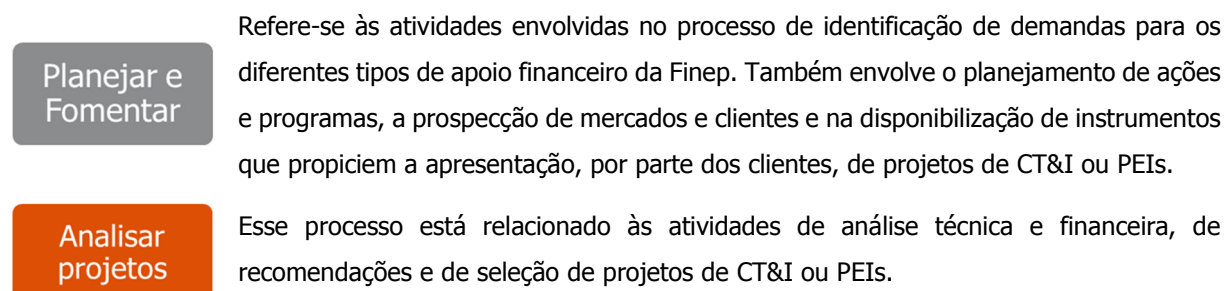 Planejar e
Fomentar
Refere-se às atividades envolvidas no processo de identificação de demandas para os
diferentes tipos de apoio financeiro da Finep. Também envolve o planejamento de ações
e programas, a prospecção de mercados e clientes e na disponibilização de instrumentos
que propiciem a apresentação, por parte dos clientes, de projetos de CT&I ou PEIs.
Analisar
projetos
Esse processo está relacionado às atividades de análise técnica e financeira, de
recomendações e de seleção de projetos de CT&I ou PEIs.